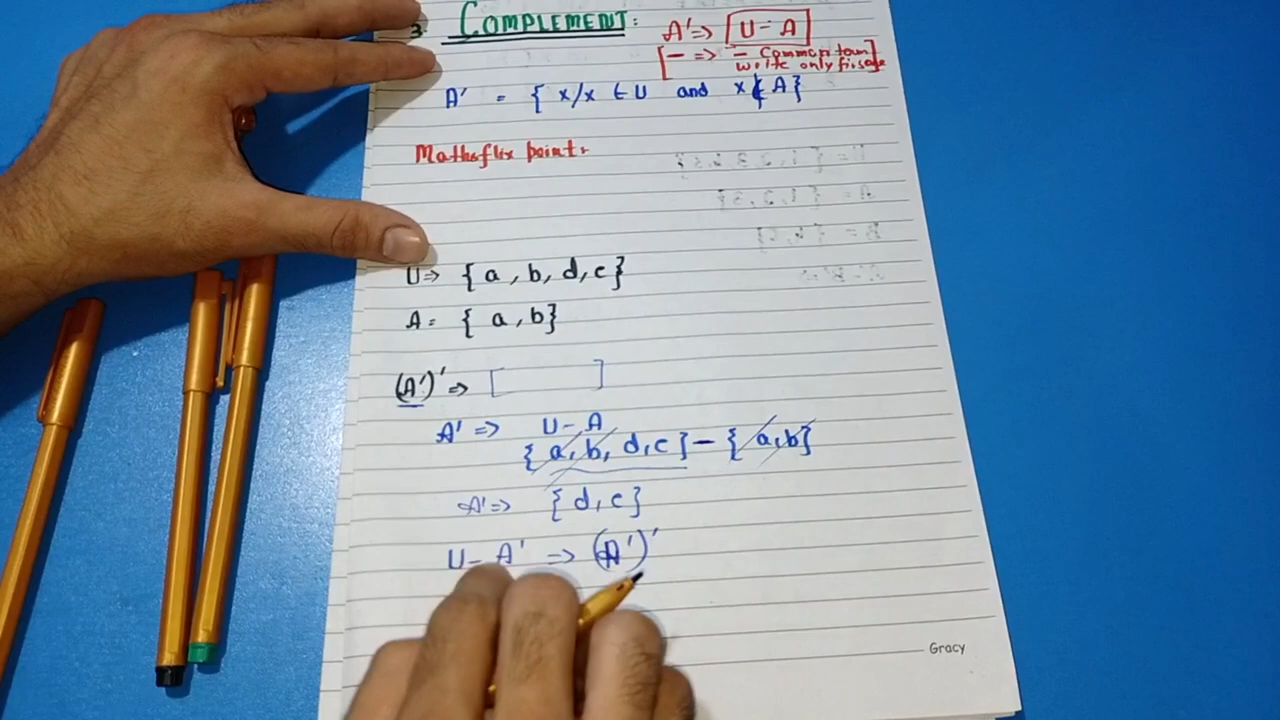 3. COMPLEMENT:
A' => U - A
[- => - Common term
write only first one]
A' = { x/x ∈ U and x ∉ A}
Mathsflix point:
U => { a, b, d, c}
A = { a, b}
(A')' => [ ]
A' => U - A
{ a, b, d, c} - { a, b}
A' => { d, c}
U - A' => (A')'
Gracy